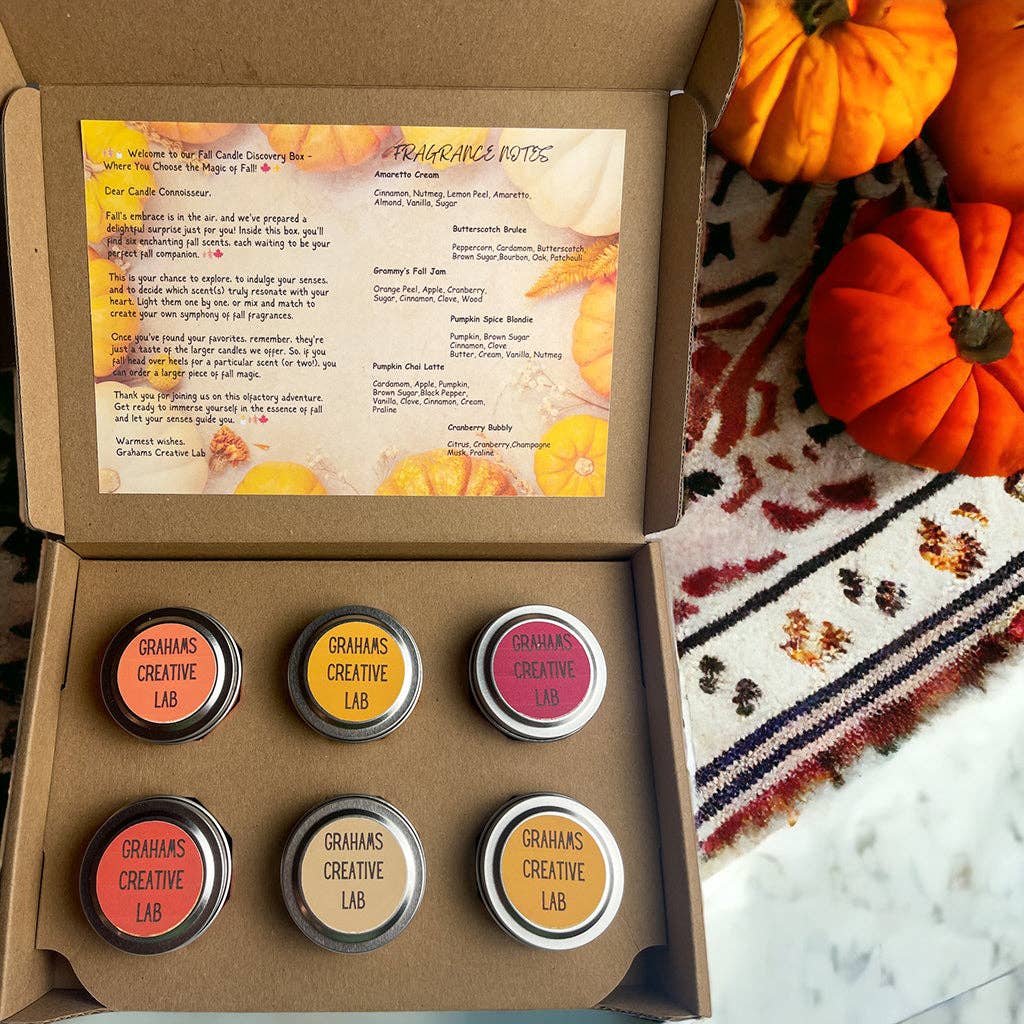 Welcome to our Fall Candle Discovery Box -
Where You Choose the Magic of Fall!
Dear Candle Connoisseur,
Fall's embrace is in the air, and we've prepared a
delightful surprise just for you! Inside this box, you'll
find six enchanting fall scents, each waiting to be your
perfect fall companion.
This is your chance to explore, to indulge your senses,
and to decide which scent(s) truly resonate with your
heart. Light them one by one, or mix and match to
create your own symphony of fall fragrances.
Once you've found your favorites, remember, they're
just a taste of the larger candles we offer. So, if you
fall head over heels for a particular scent (or two!), you
can order a larger piece of fall magic.
Thank you for joining us on this olfactory adventure.
Get ready to immerse yourself in the essence of fall
and let your senses guide you.
Warmest wishes,
Grahams Creative Lab
FRAGRANCE NOTES
Amaretto Cream
Cinnamon, Nutmeg, Lemon Peel, Amaretto,
Almond, Vanilla, Sugar
Butterscotch Brulee
Peppercorn, Cardamom, Butterscotch,
Brown Sugar,Bourbon, Oak, Patchouli
Grammy's Fall Jam
Orange Peel, Apple, Cranberry,
Sugar, Cinnamon, Clove, Wood
Pumpkin Spice Blondie
Pumpkin, Brown Sugar
Cinnamon, Clove
Butter, Cream, Vanilla, Nutmeg
Pumpkin Chai Latte
Cardamom, Apple, Pumpkin,
Brown Sugar,Black Pepper,
Vanilla, Clove, Cinnamon, Cream,
Praline
Cranberry Bubbly
Citrus, Cranberry,Champagne
Musk, Praline
GRAHAMS
CREATIVE
LAB
GRAHAMS
CREATIVE
LAB
GRAHAMS
CREATIVE
LAB
GRAHAMS
CREATIVE
LAB
GRAHAMS
CREATIVE
LAB
GRAHAMS
CREATIVE
LAB